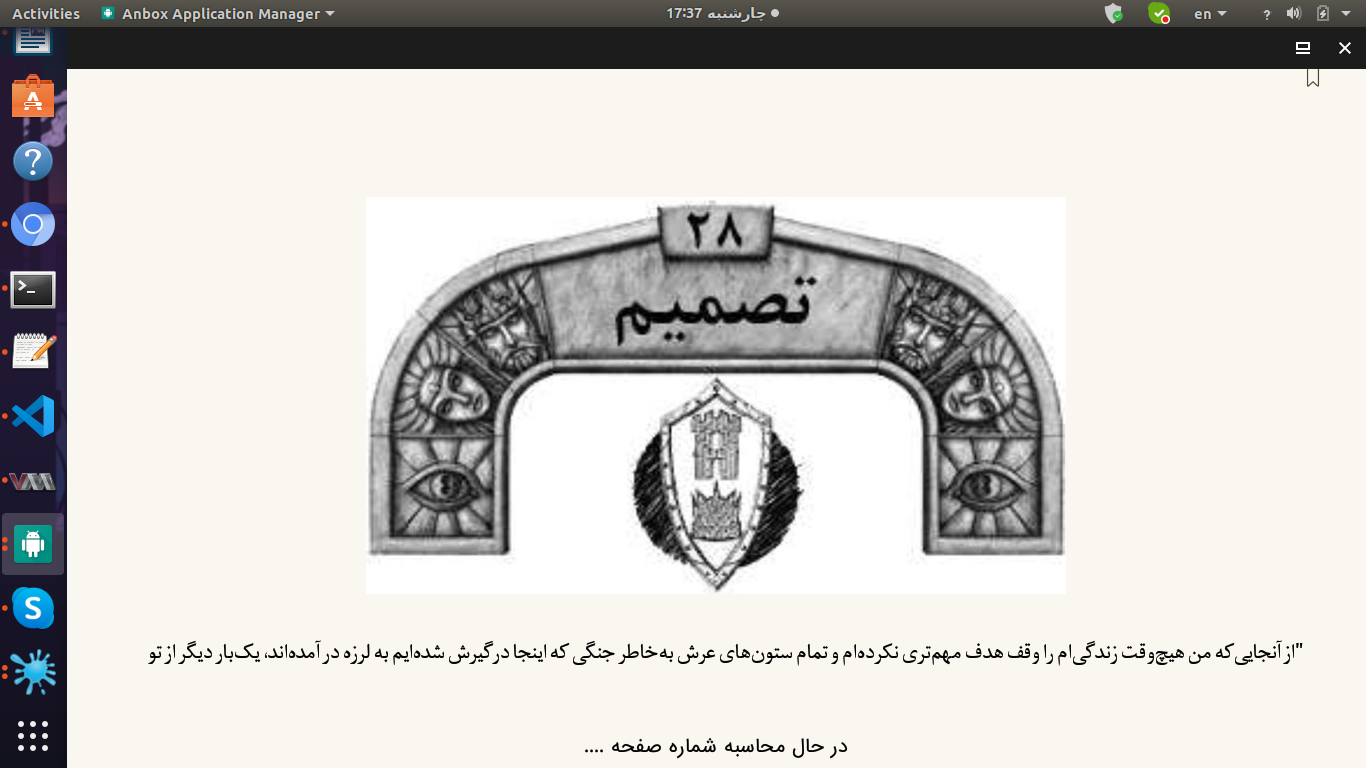 Activities
Anbox Application Manager
چارشنبه 17:37
en
?
۲۸
تصمیم
"از آنجایی‌که من هیچ‌وقت زندگی‌ام را وقف هدف مهم‌تری نکرده‌ام و تمام ستون‌های عرش به‌خاطر جنگی که اینجا درگیرش شده‌ایم به لرزه در آمده‌اند، یک‌بار دیگر از تو
در حال محاسبه شماره صفحه ....